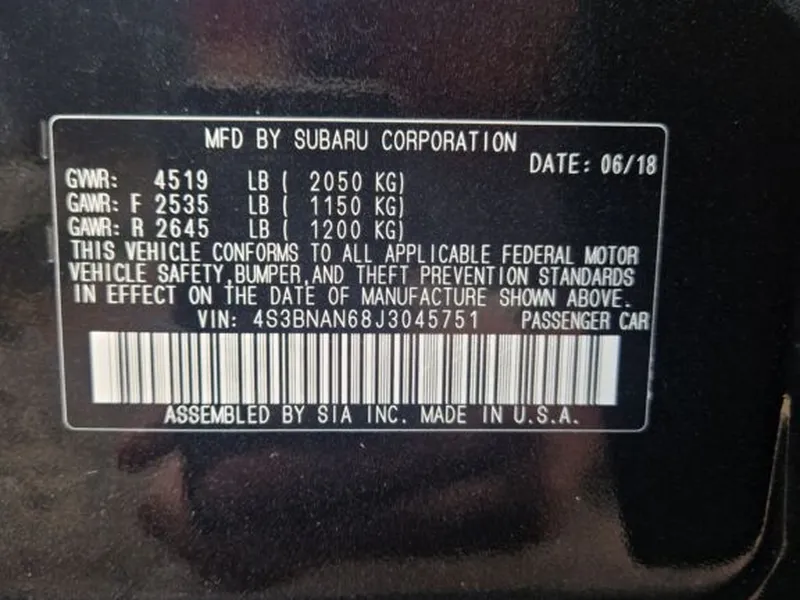 MFD BY SUBARU CORPORATION
DATE: 06/18
GVWR: 4519 LB ( 2050 KG)
GAWR: F 2535 LB ( 1150 KG)
GAWR: R 2645 LB ( 1200 KG)
THIS VEHICLE CONFORMS TO ALL APPLICABLE FEDERAL MOTOR
VEHICLE SAFETY,BUMPER,AND THEFT PREVENTION STANDARDS
IN EFFECT ON THE DATE OF MANUFACTURE SHOWN ABOVE.
VIN: 4S3BNAN68J3045751 PASSENGER CAR
ASSEMBLED BY SIA INC. MADE IN U.S.A.